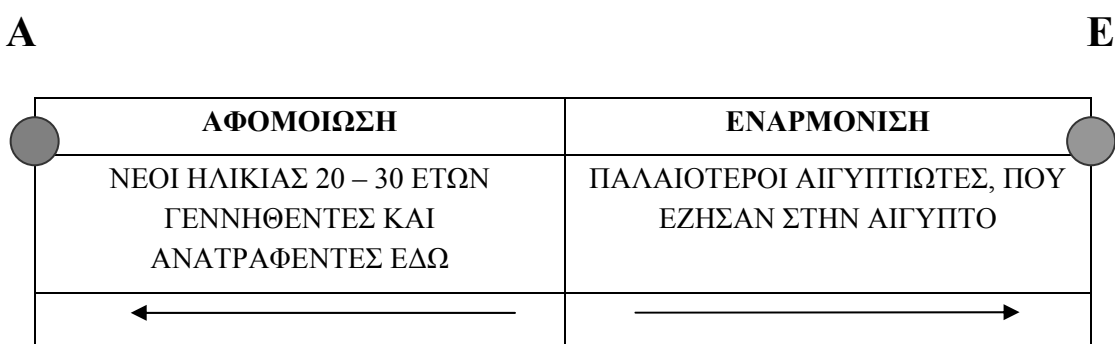 Α Ε
ΑΦΟΜΟΙΩΣΗ ΕΝΑΡΜΟΝΙΣΗ
ΝΕΟΙ ΗΛΙΚΙΑΣ 20 – 30 ΕΤΩΝ
ΓΕΝΝΗΘΕΝΤΕΣ ΚΑΙ
ΑΝΑΤΡΑΦΕΝΤΕΣ ΕΔΩ
ΠΑΛΑΙΟΤΕΡΟΙ ΑΙΓΥΠΤΙΩΤΕΣ, ΠΟΥ
ΕΖΗΣΑΝ ΣΤΗΝ ΑΙΓΥΠΤΟ